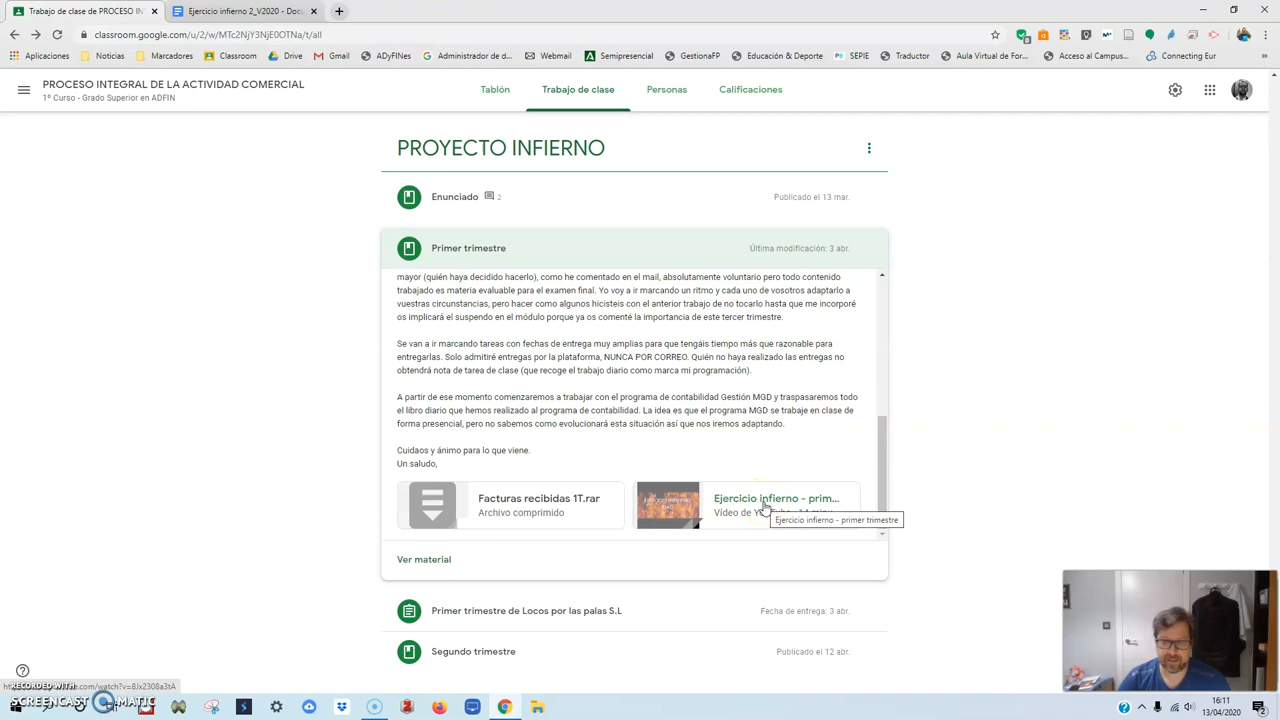 Trabajo de clase de PROCESO IN
Ejercicio infierno 2_V2020 - Docu
classroom.google.com/u/2/w/MTc2NjY3NjE0OTNa/t/all
Aplicaciones
Noticias
Marcadores
Classroom
Drive
Gmail
ADyFINes
Administrador de...
Webmail
Semipresencial
GestionaFP
Educación & Deporte
SEPIE
Traductor
Aula Virtual de For...
Acceso al Campus...
Connecting Eur
PROCESO INTEGRAL DE LA ACTIVIDAD COMERCIAL
1º Curso - Grado Superior en ADFIN
Tablón
Trabajo de clase
Personas
Calificaciones
PROYECTO INFIERNO
Enunciado 2
Publicado el 13 mar.
Primer trimestre
Última modificación: 3 abr.
mayor (quién haya decidido hacerlo), como he comentado en el mail, absolutamente voluntario pero todo contenido
trabajado es materia evaluable para el examen final. Yo voy a ir marcando un ritmo y cada uno de vosotros adaptarlo a
vuestras circunstancias, pero hacer como algunos hicisteis con el anterior trabajo de no tocarlo hasta que me incorporé
os implicará el suspendo en el módulo porque ya os comenté la importancia de este tercer trimestre.
Se van a ir marcando tareas con fechas de entrega muy amplias para que tengáis tiempo más que razonable para
entregarlas. Solo admitiré entregas por la plataforma, NUNCA POR CORREO. Quién no haya realizado las entregas no
obtendrá nota de tarea de clase (que recoge el trabajo diario como marca mi programación).
A partir de ese momento comenzaremos a trabajar con el programa de contabilidad Gestión MGD y traspasaremos todo
el libro diario que hemos realizado al programa de contabilidad. La idea es que el programa MGD se trabaje en clase de
forma presencial, pero no sabemos como evolucionará esta situación así que nos iremos adaptando.
Cuidaos y ánimo para lo que viene.
Un saludo,
Facturas recibidas 1T.rar
Archivo comprimido
Ejercicio infierno - prim...
Vídeo de
Ejercicio infierno - primer trimestre
Ver material
Primer trimestre de Locos por las palas S.L
Fecha de entrega: 3 abr.
Segundo trimestre
Publicado el 12 abr.
RECORDED WITH
SCREENCAST MATIC
16:11
13/04/2020
2